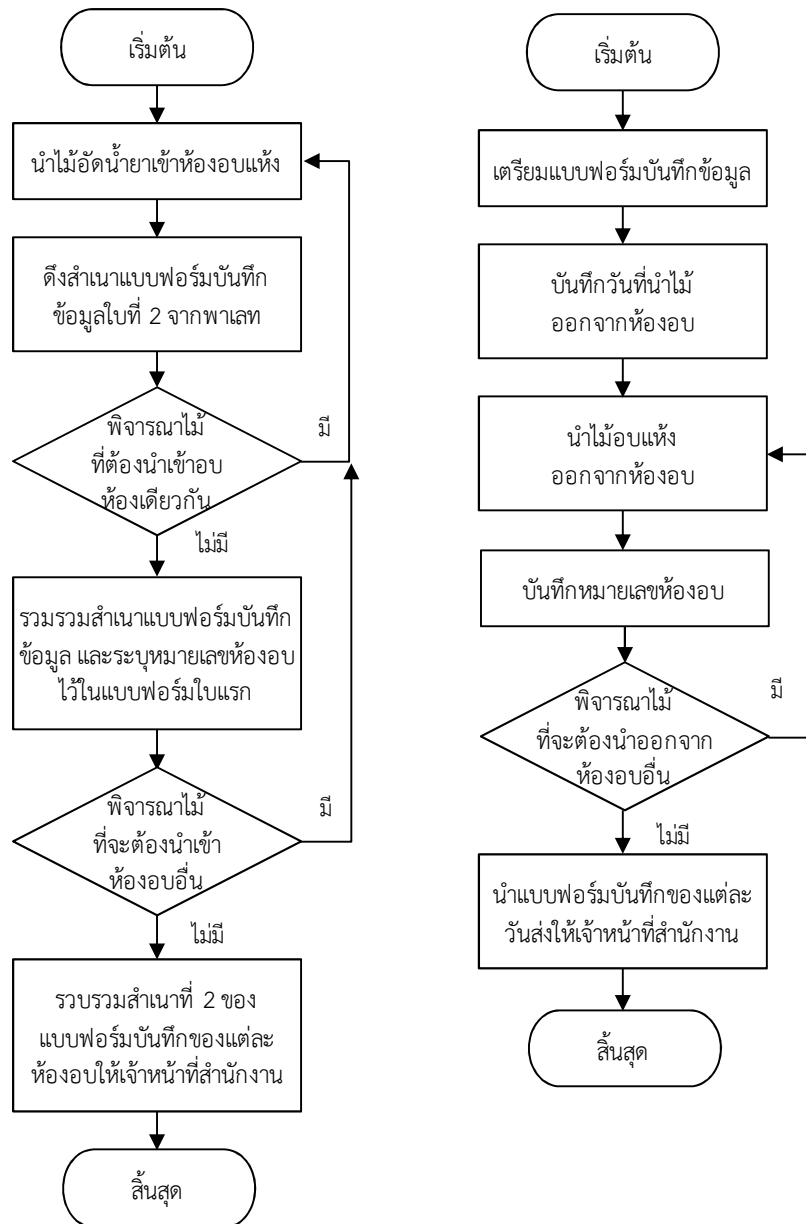 เริ่มต้น
นำไม้อัดน้ำยาเข้าห้องอบแห้ง
ดึงสำเนาแบบฟอร์มบันทึก
ข้อมูลใบที่ 2 จากพาเลท
พิจารณาไม้
ที่ต้องนำเข้าอบ
ห้องเดียวกัน
มี
ไม่มี
รวมรวมสำเนาแบบฟอร์มบันทึก
ข้อมูล และระบุหมายเลขห้องอบ
ไว้ในแบบฟอร์มใบแรก
พิจารณาไม้
ที่จะต้องนำเข้า
ห้องอบอื่น
มี
ไม่มี
รวบรวมสำเนาที่ 2 ของ
แบบฟอร์มบันทึกของแต่ละ
ห้องอบให้เจ้าหน้าที่สำนักงาน
สิ้นสุด
เริ่มต้น
เตรียมแบบฟอร์มบันทึกข้อมูล
บันทึกวันที่นำไม้
ออกจากห้องอบ
นำไม้อบแห้ง
ออกจากห้องอบ
บันทึกหมายเลขห้องอบ
พิจารณาไม้
ที่จะต้องนำออกจาก
ห้องอบอื่น
มี
ไม่มี
นำแบบฟอร์มบันทึกของแต่ละ
วันส่งให้เจ้าหน้าที่สำนักงาน
สิ้นสุด